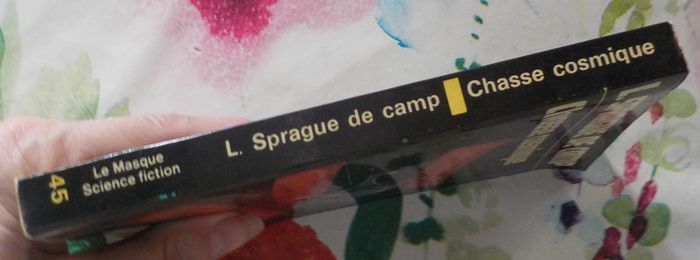 45
Le Masque
Science fiction
L. Sprague de camp
Chasse cosmique